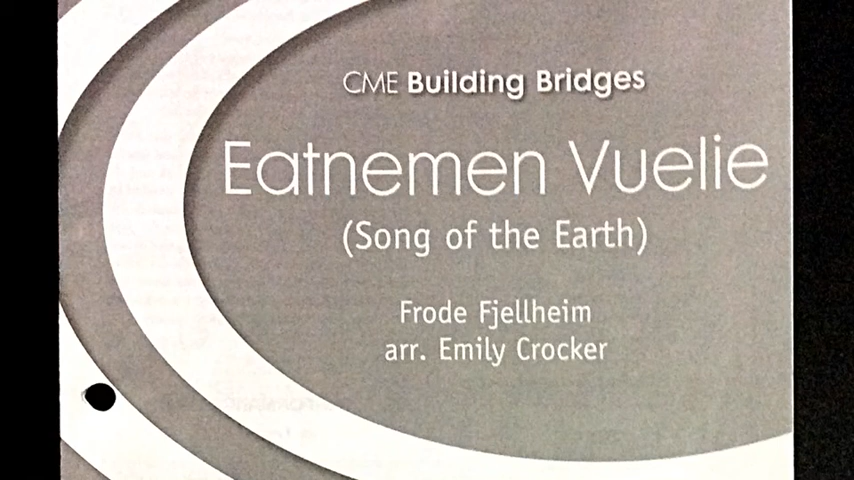 CME Building Bridges
Eatnemen Vuelie
(Song of the Earth)
Frode Fjellheim
arr. Emily Crocker